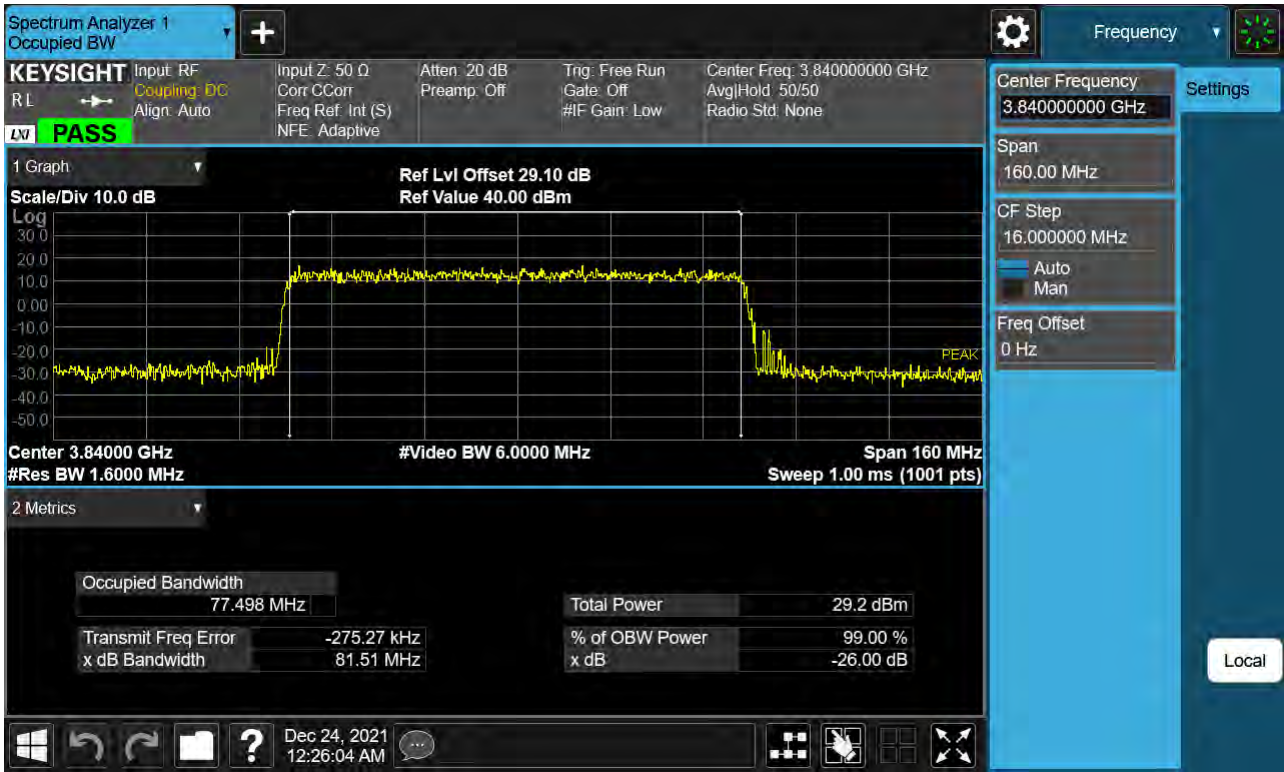 Spectrum Analyzer 1
Occupied BW
+
Frequency
KEYSIGHT
RL
LXI
PASS
Input: RF
Coupling: DC
Align: Auto
Input Z: 50 Ω
Corr CCorr
Freq Ref: Int (S)
NFE: Adaptive
Atten: 20 dB
Preamp: Off
Trig: Free Run
Gate: Off
#IF Gain: Low
Center Freq: 3.840000000 GHz
Avg|Hold: 50/50
Radio Std: None
Center Frequency
3.840000000 GHz
Settings
Span
160.00 MHz
CF Step
16.000000 MHz
Auto
Man
Freq Offset
0 Hz
Local
1 Graph
Scale/Div 10.0 dB
Ref Lvl Offset 29.10 dB
Ref Value 40.00 dBm
Log
30.0
20.0
10.0
0.00
-10.0
-20.0
-30.0
-40.0
-50.0
PEAK
Center 3.84000 GHz
#Res BW 1.6000 MHz
#Video BW 6.0000 MHz
Span 160 MHz
Sweep 1.00 ms (1001 pts)
2 Metrics
Occupied Bandwidth
77.498 MHz
Transmit Freq Error -275.27 kHz
x dB Bandwidth 81.51 MHz
Total Power 29.2 dBm
% of OBW Power 99.00 %
x dB -26.00 dB
?
Dec 24, 2021
12:26:04 AM